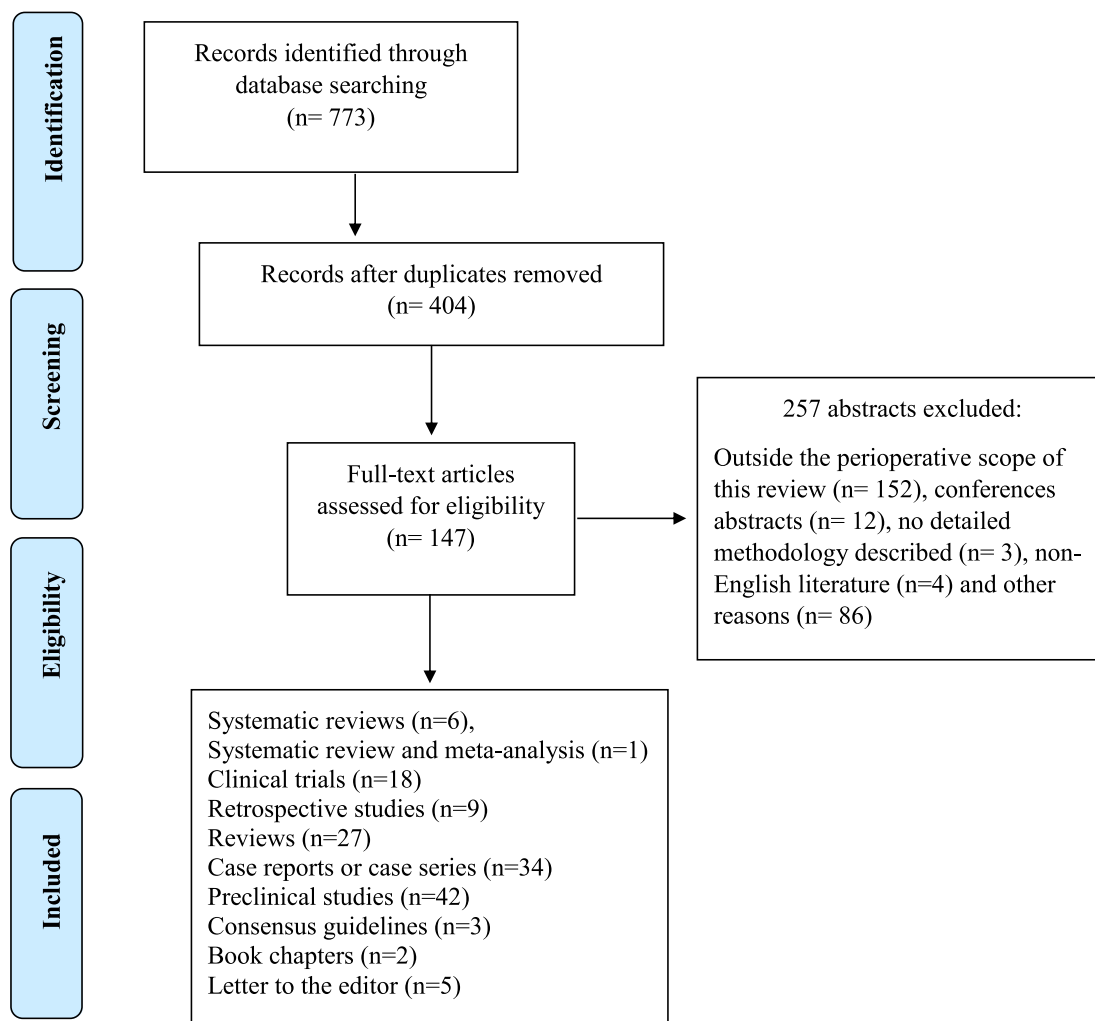 Identification
Records identified through
database searching
(n= 773)
Records after duplicates removed
(n= 404)
Screening
257 abstracts excluded:
Outside the perioperative scope of
this review (n= 152), conferences
abstracts (n= 12), no detailed
methodology described (n= 3), non-
English literature (n=4) and other
reasons (n= 86)
Full-text articles
assessed for eligibility
(n= 147)
Eligibility
Included
Systematic reviews (n=6),
Systematic review and meta-analysis (n=1)
Clinical trials (n=18)
Retrospective studies (n=9)
Reviews (n=27)
Case reports or case series (n=34)
Preclinical studies (n=42)
Consensus guidelines (n=3)
Book chapters (n=2)
Letter to the editor (n=5)